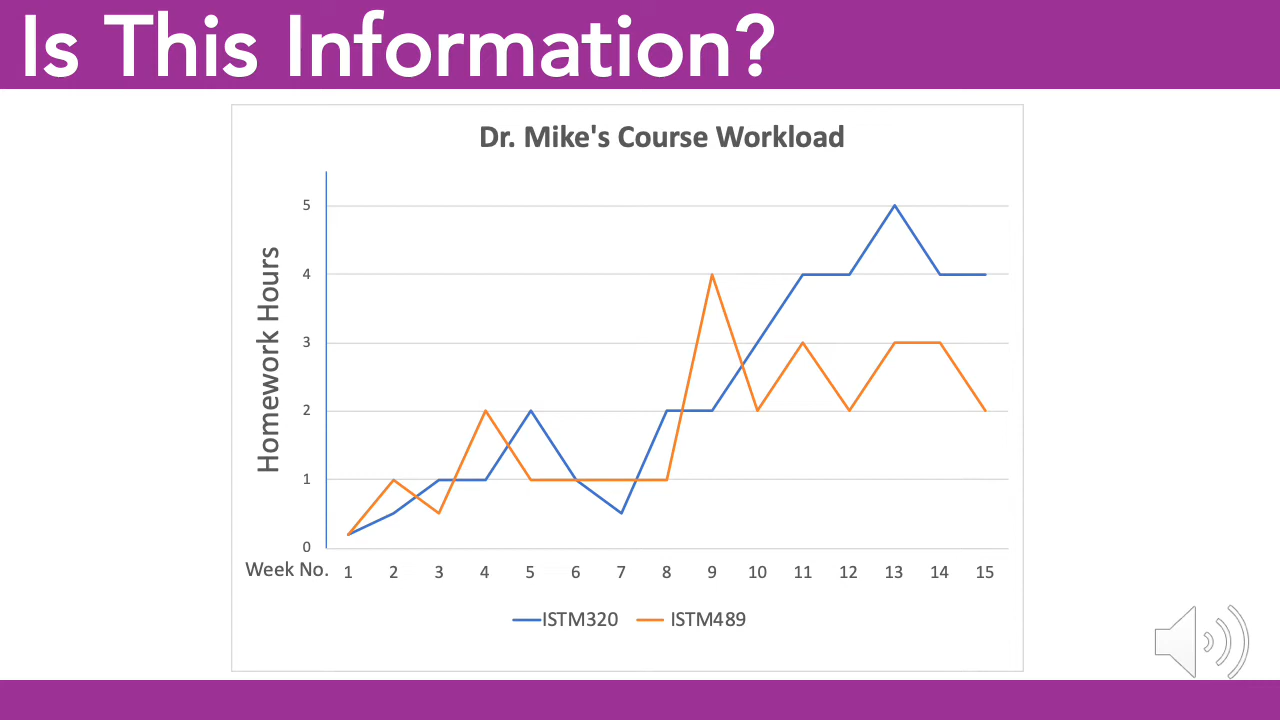 Is This Information?
Dr. Mike's Course Workload
Homework Hours
5
4
3
2
1
0
Week No. 1 2 3 4 5 6 7 8 9 10 11 12 13 14 15
ISTM320 ISTM489